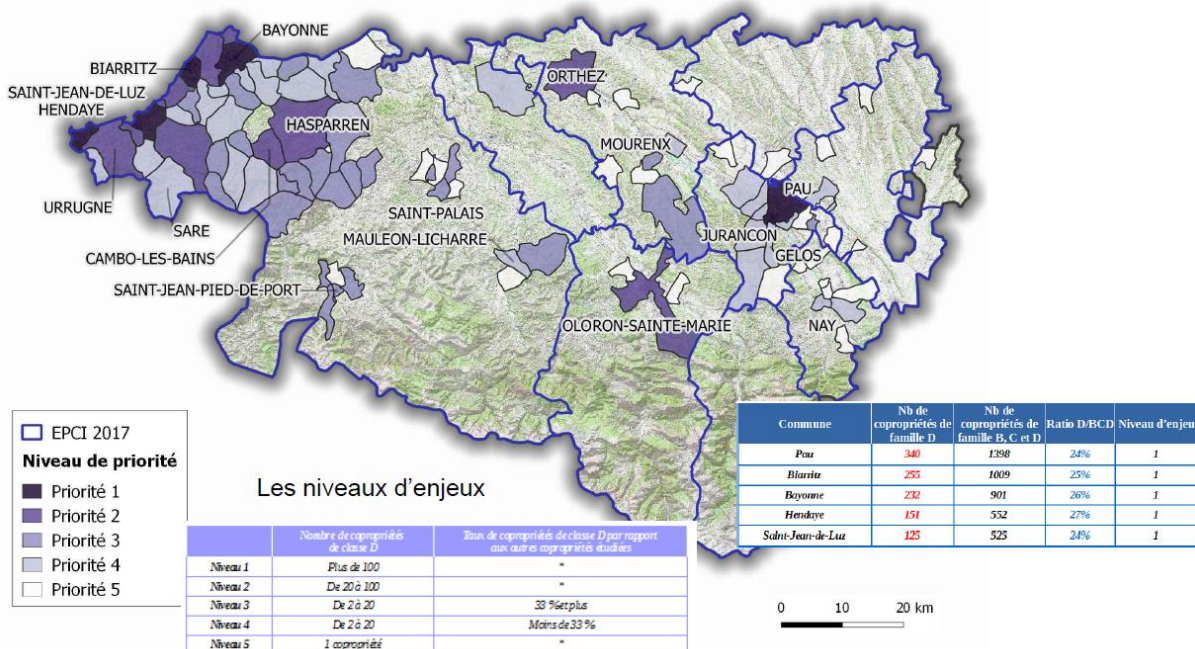 BAYONNE
BIARRITZ
SAINT-JEAN-DE-LUZ
HENDAYE
ORTHEZ
HASPARREN
MOURENX
PAU
URRUGNE
SAINT-PALAIS
JURANCON
SARE
MAULEON-LICHARRE
GELOS
CAMBO-LES-BAINS
SAINT-JEAN-PIED-DE-PORT
NAY
OLORON-SAINTE-MARIE
EPCI 2017
Niveau de priorité
Priorité 1
Priorité 2
Priorité 3
Priorité 4
Priorité 5
Les niveaux d'enjeux
Nombre de copropriétés de classe D Taux de copropriétés de classe D par rapport aux autres copropriétés étudiées
Niveau 1 Plus de 100 *
Niveau 2 De 20 à 100 *
Niveau 3 De 2 à 20 33 % et plus
Niveau 4 De 2 à 20 Moins de 33 %
Niveau 5 1 copropriété *
Commune Nb de copropriétés de famille D Nb de copropriétés de famille B, C et D Ratio D/BCD Niveau d'enjeu
Pau 340 1398 24% 1
Biarritz 255 1009 25% 1
Bayonne 232 901 26% 1
Hendaye 151 552 27% 1
Saint-Jean-de-Luz 125 525 24% 1
0 10 20 km